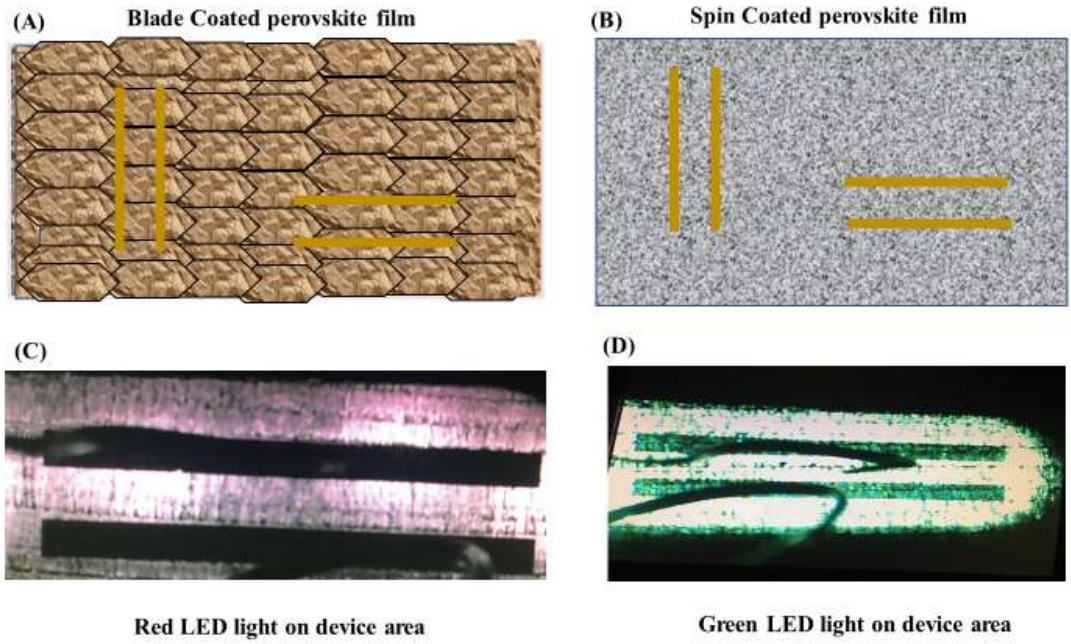 (A) Blade Coated perovskite film
(B) Spin Coated perovskite film
(C)
(D)
Red LED light on device area
Green LED light on device area